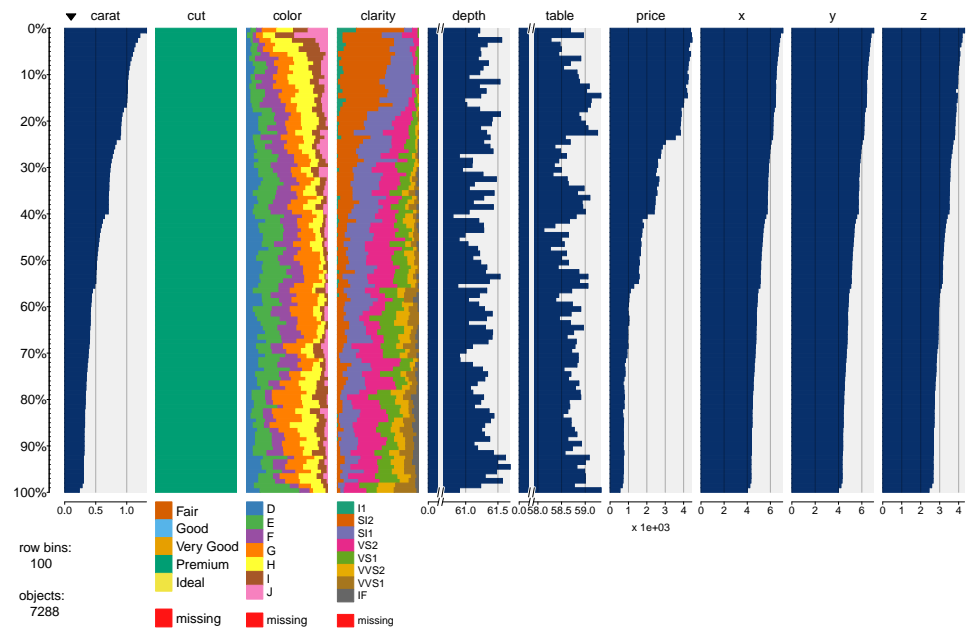 carat cut color clarity depth table price x y z
0%
10%
20%
30%
40%
50%
60%
70%
80%
90%
100%
0.0 0.5 1.0 0.0 61.0 61.5 0.0 58.0 58.5 59.0 0 1 2 3 4 0 2 4 6 0 2 4 6 0 1 2 3 4
x 1e+03
row bins:
100
objects:
7288
Fair
Good
Very Good
Premium
Ideal
missing
D
E
F
G
H
I
J
missing
I1
SI2
SI1
VS2
VS1
VVS2
VVS1
IF
missing